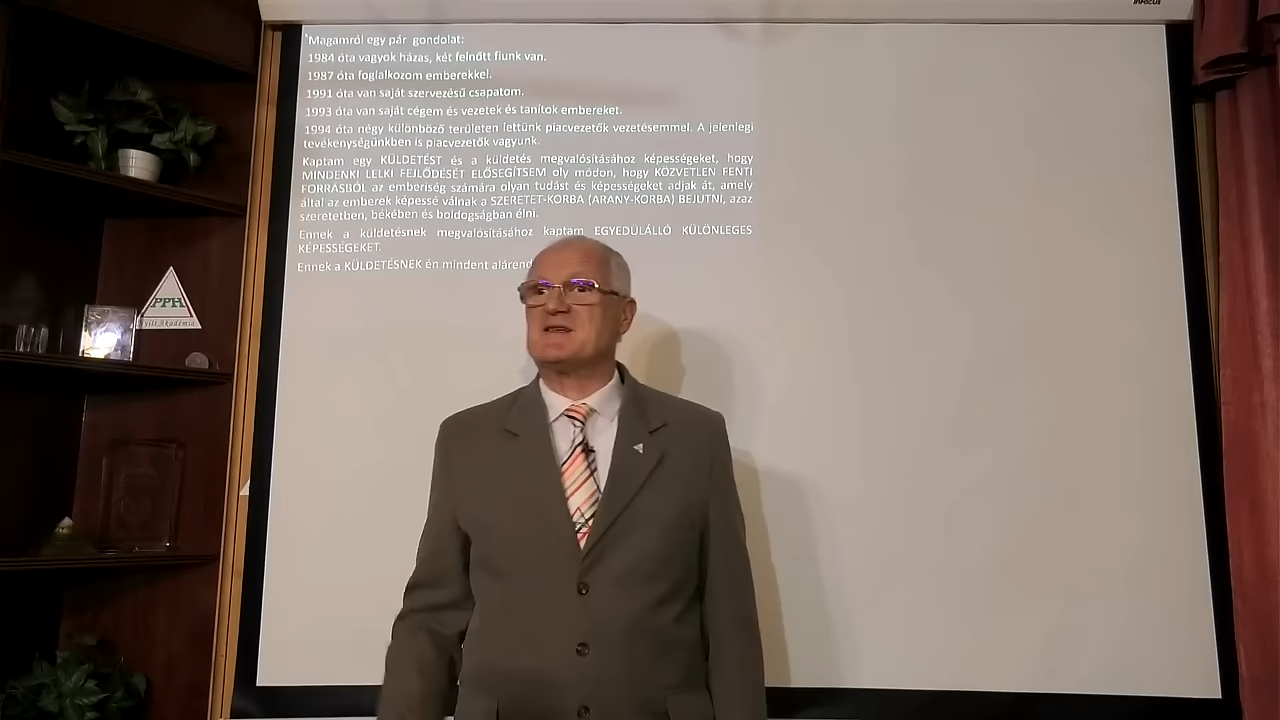 InFocus
Magamról egy pár gondolat:
1984 óta vagyok házas, két felnőtt fiunk van.
1987 óta foglalkozom emberekkel.
1991 óta van saját szervezésű csapatom.
1993 óta van saját cégem és vezetek és tanítok embereket.
1994 óta négy különböző területen lettünk piacvezetők vezetésemmel. A jelenlegi
tevékenységünkben is piacvezetők vagyunk.
Kaptam egy KÜLDETÉST és a küldetés megvalósításához képességeket, hogy
MINDENKI LELKI FEJLŐDÉSÉT ELŐSEGÍTSEM oly módon, hogy KÖZVETLEN FENTI
FORRÁSBÓL az emberiség számára olyan tudást és képességeket adjak át, amely
által az emberek képessé válnak a SZERETET-KORBA (ARANY-KORBA) BEJUTNI, azaz
szeretetben, békében és boldogságban élni.
Ennek a küldetésnek megvalósításához kaptam EGYEDÜLÁLLÓ KÜLÖNLEGES
KÉPESSÉGEKET.
Ennek a KÜLDETÉSNEK én mindent aláren
PPH
Nyílt Akadémia